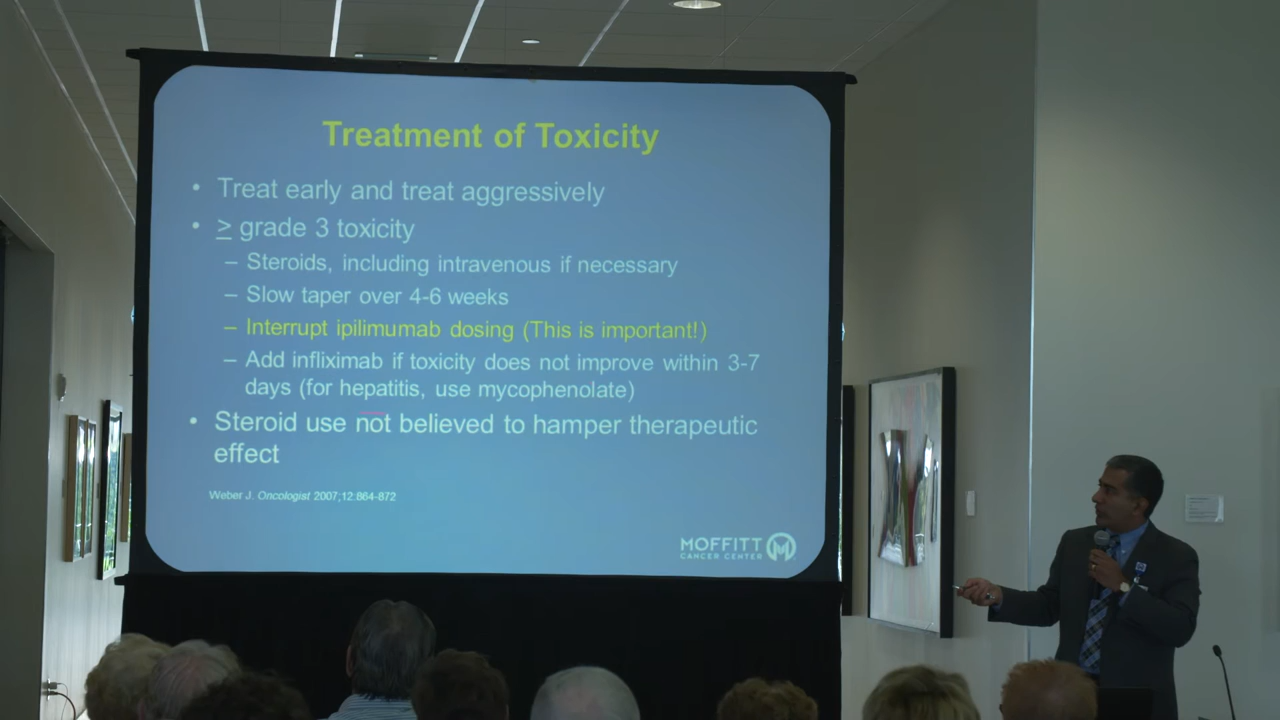 Treatment of Toxicity
• Treat early and treat aggressively
• ≥ grade 3 toxicity
– Steroids, including intravenous if necessary
– Slow taper over 4-6 weeks
– Interrupt ipilimumab dosing (This is important!)
– Add infliximab if toxicity does not improve within 3-7
days (for hepatitis, use mycophenolate)
• Steroid use not believed to hamper therapeutic
effect
Weber J. Oncologist 2007;12:864-872
MOFFITT
CANCER CENTER
M